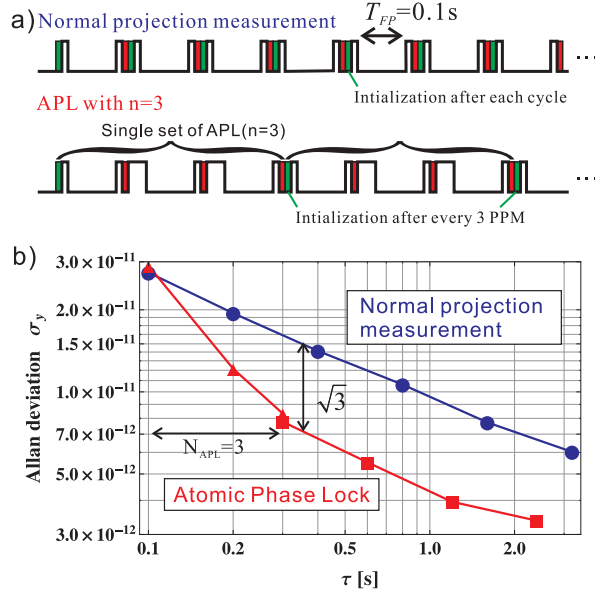 a) Normal projection measurement
T_FP=0.1s
...
Intialization after each cycle
APL with n=3
Single set of APL(n=3)
...
Intialization after every 3 PPM
b)
3.0 × 10⁻¹¹
2.0 × 10⁻¹¹
1.5 × 10⁻¹¹
1.0 × 10⁻¹¹
7.0 × 10⁻¹²
5.0 × 10⁻¹²
3.0 × 10⁻¹²
Allan deviation σ_y
Normal projection
measurement
√3
N_APL=3
Atomic Phase Lock
0.1 0.2 0.5 1.0 2.0
τ [s]